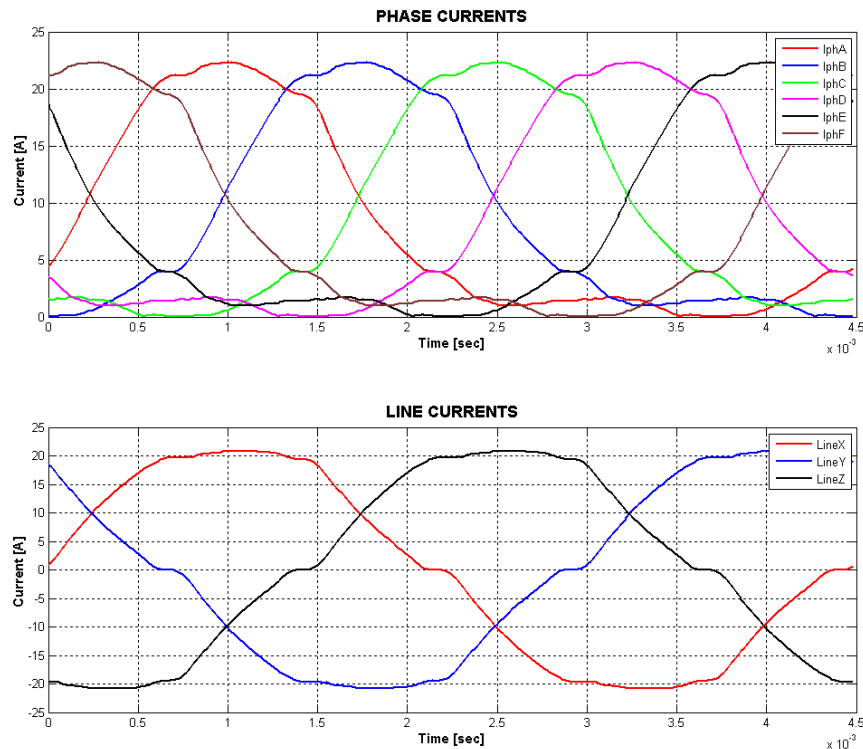 PHASE CURRENTS
25
20
15
10
5
0
Current [A]
IphA
IphB
IphC
IphD
IphE
IphF
0 0.5 1 1.5 2 2.5 3 3.5 4 4.5
Time [sec]
x 10⁻³
LINE CURRENTS
25
20
15
10
5
0
-5
-10
-15
-20
-25
Current [A]
LineX
LineY
LineZ
0 0.5 1 1.5 2 2.5 3 3.5 4 4.5
Time [sec]
x 10⁻³